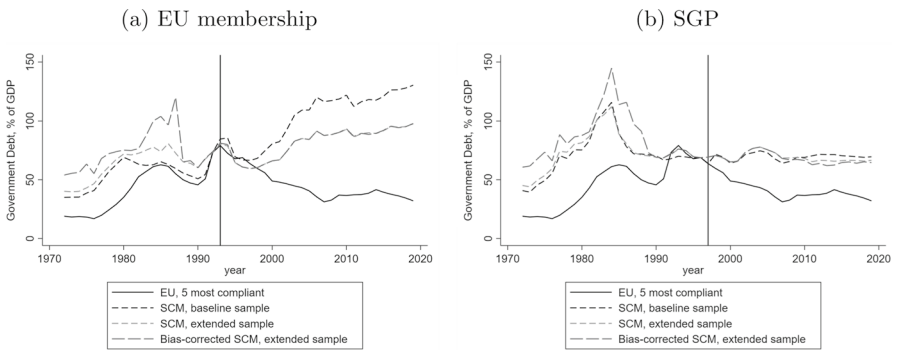 (a) EU membership
Government Debt, % of GDP
150
100
50
0
1970 1980 1990 2000 2010 2020
year
EU, 5 most compliant
SCM, baseline sample
SCM, extended sample
Bias-corrected SCM, extended sample
(b) SGP
Government Debt, % of GDP
150
100
50
0
1970 1980 1990 2000 2010 2020
year
EU, 5 most compliant
SCM, baseline sample
SCM, extended sample
Bias-corrected SCM, extended sample